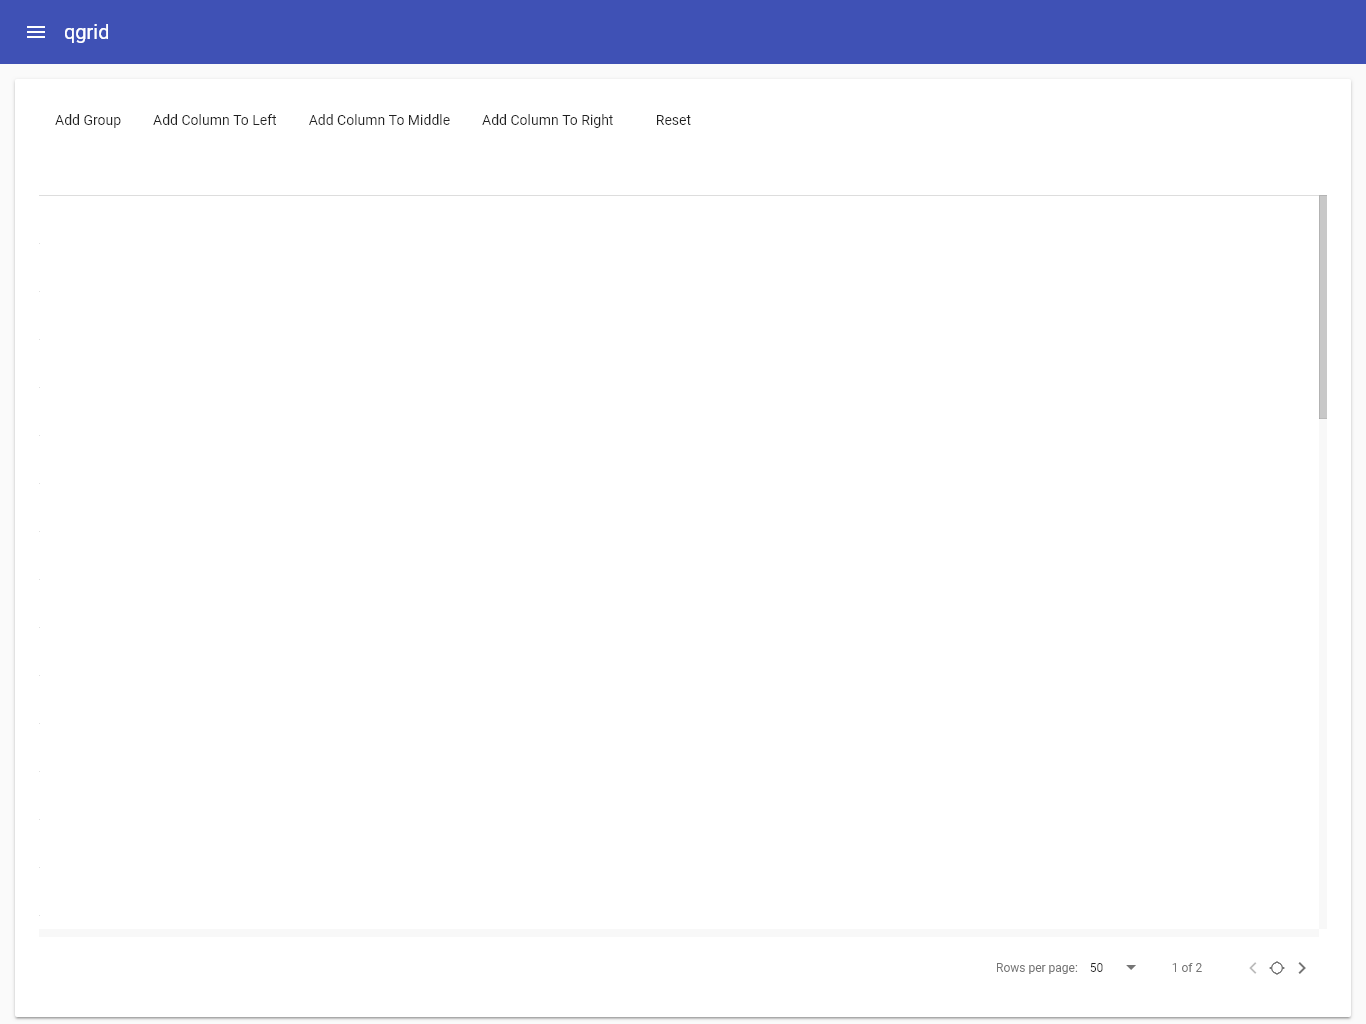 qgrid
Add Group Add Column To Left Add Column To Middle Add Column To Right Reset
Rows per page: 50 1 of 2